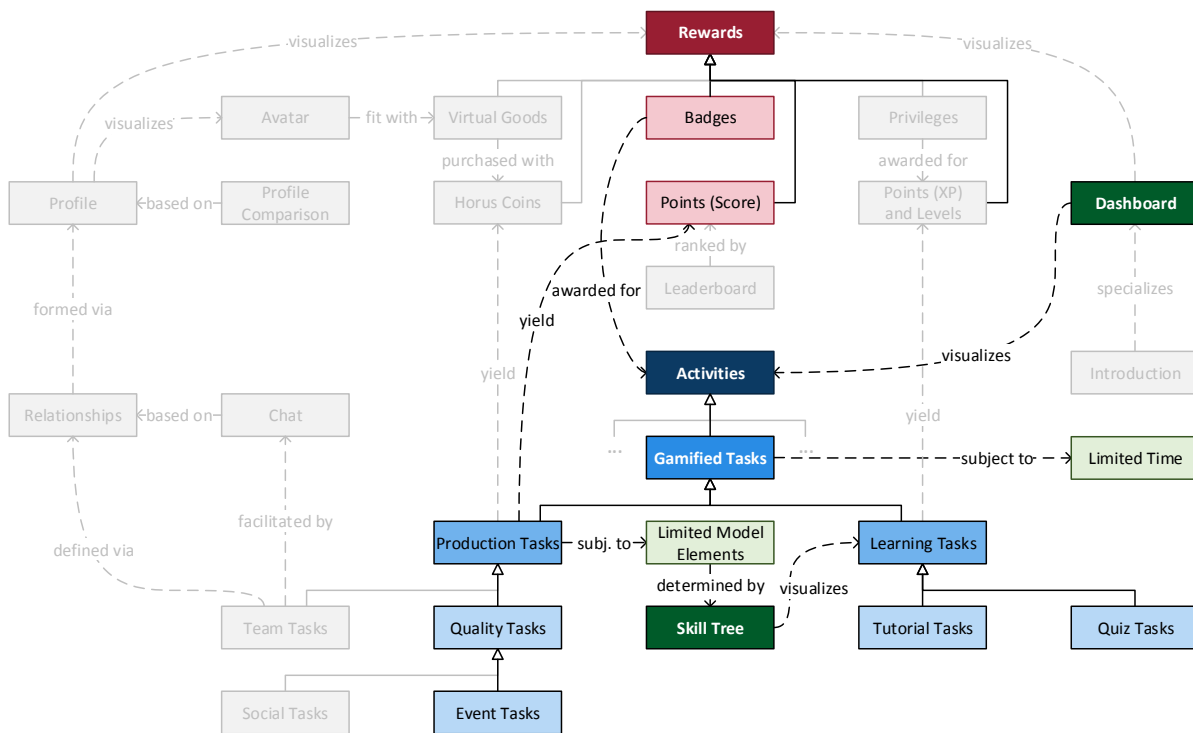 Rewards
visualizes
visualizes
visualizes
Avatar
fit with
Virtual Goods
Badges
Privileges
purchased with
awarded for
Profile
based on
Profile
Comparison
Horus Coins
Points (Score)
Points (XP)
and Levels
Dashboard
ranked by
Leaderboard
awarded for
specializes
formed via
yield
yield
visualizes
Activities
Introduction
Relationships
based on
Chat
yield
...
...
Gamified Tasks
subject to
Limited Time
facilitated by
defined via
Production Tasks
subj. to
Limited Model
Elements
Learning Tasks
determined by
visualizes
Team Tasks
Quality Tasks
Skill Tree
Tutorial Tasks
Quiz Tasks
Social Tasks
Event Tasks